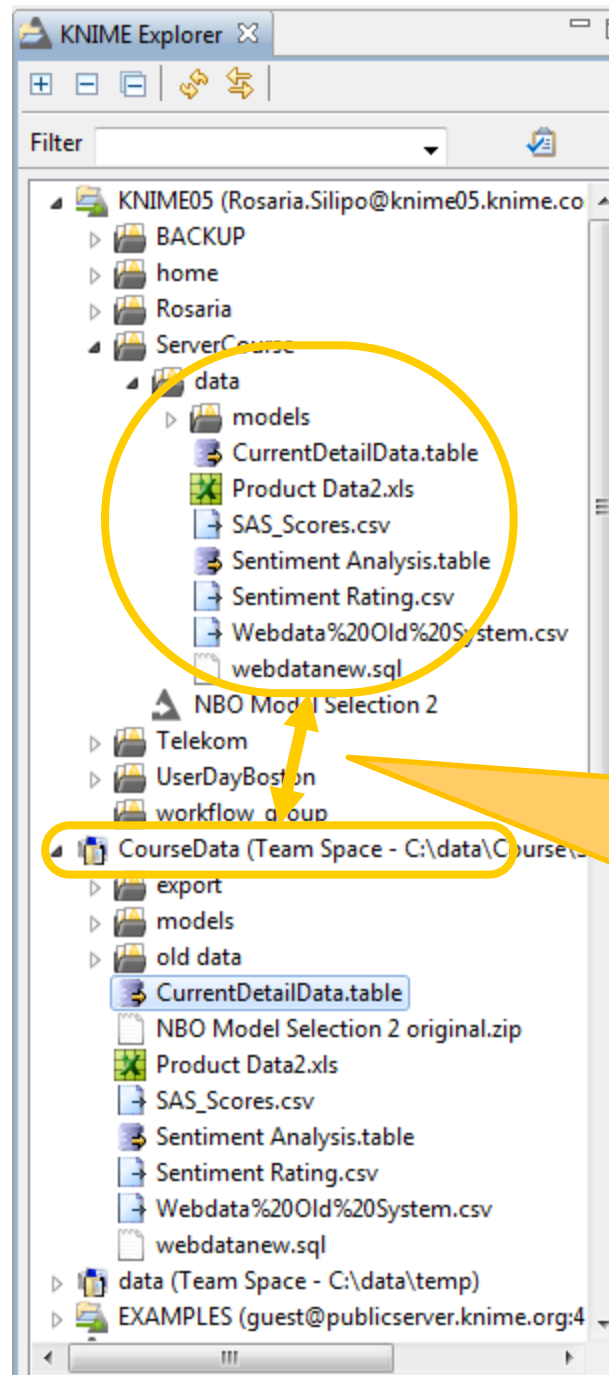 KNIME Explorer
Filter
KNIME05 (Rosaria.Silipo@knime05.knime.co
BACKUP
home
Rosaria
ServerCourse
data
models
CurrentDetailData.table
Product Data2.xls
SAS_Scores.csv
Sentiment Analysis.table
Sentiment Rating.csv
Webdata%20Old%20System.csv
webdatanew.sql
NBO Model Selection 2
Telekom
UserDayBoston
workflow_group
CourseData (Team Space - C:\data\Course\
export
models
old data
CurrentDetailData.table
NBO Model Selection 2 original.zip
Product Data2.xls
SAS_Scores.csv
Sentiment Analysis.table
Sentiment Rating.csv
Webdata%20Old%20System.csv
webdatanew.sql
data (Team Space - C:\data\temp)
EXAMPLES (guest@publicserver.knime.org:4